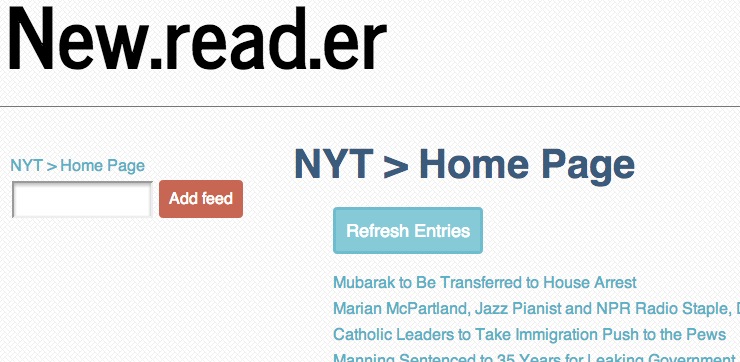 New.read.er
NYT > Home Page
Add feed
NYT > Home Page
Refresh Entries
Mubarak to Be Transferred to House Arrest
Marian McPartland, Jazz Pianist and NPR Radio Staple,
Catholic Leaders to Take Immigration Push to the Pews
Manning Sentenced to 35 Years for Leaking Government